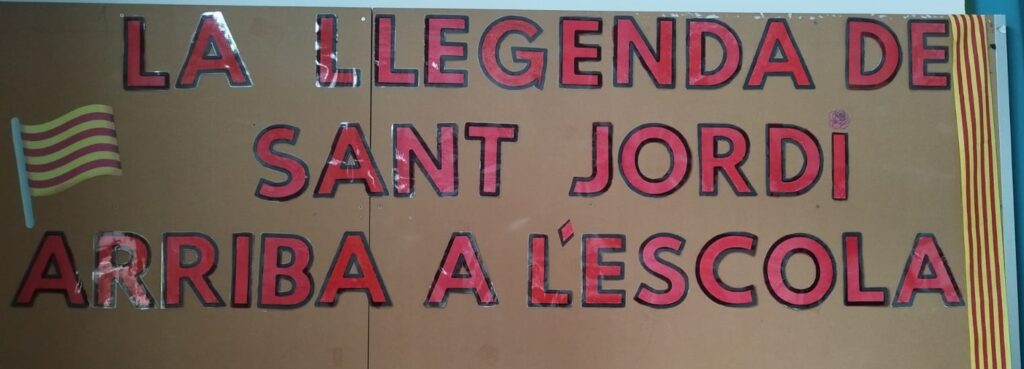 LA LLEGENDA DE
SANT JORDi
ARRIBA A L'ESCOLA